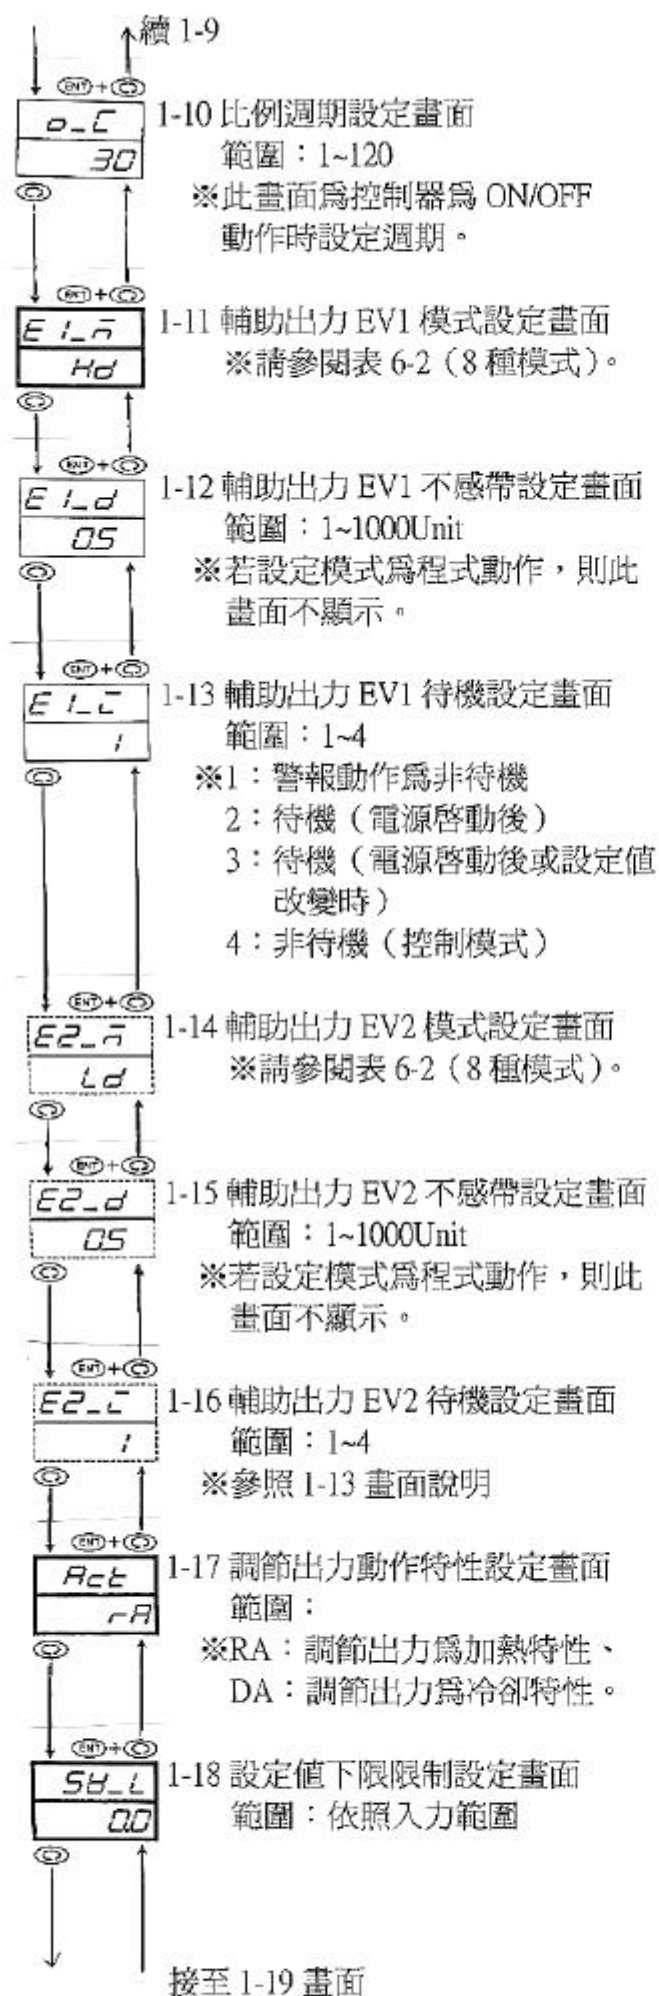 續 1-9
ENT+
o_C
1-10 比例週期設定畫面
30
範圍：1~120
※此畫面爲控制器爲 ON/OFF
動作時設定週期。
ENT+
E1_
1-11 輔助出力 EV1 模式設定畫面
Hd
※請參閱表 6-2（8 種模式）。
ENT+
E1_d
1-12 輔助出力 EV1 不感帶設定畫面
0.5
範圍：1~1000Unit
※若設定模式爲程式動作，則此
畫面不顯示。
ENT+
E1_
1-13 輔助出力 EV1 待機設定畫面
1
範圍：1~4
※1：警報動作爲非待機
2：待機（電源啓動後）
3：待機（電源啓動後或設定值
改變時）
4：非待機（控制模式）
ENT+
E2_
1-14 輔助出力 EV2 模式設定畫面
Ld
※請參閱表 6-2（8 種模式）。
ENT+
E2_d
1-15 輔助出力 EV2 不感帶設定畫面
0.5
範圍：1~1000Unit
※若設定模式爲程式動作，則此
畫面不顯示。
ENT+
E2_
1-16 輔助出力 EV2 待機設定畫面
1
範圍：1~4
※參照 1-13 畫面說明
ENT+
Act
1-17 調節出力動作特性設定畫面
rA
範圍：
※RA：調節出力爲加熱特性、
DA：調節出力爲冷卻特性。
ENT+
1-18 設定值下限限制設定畫面
0.0
範圍：依照入力範圍
接至 1-19 畫面